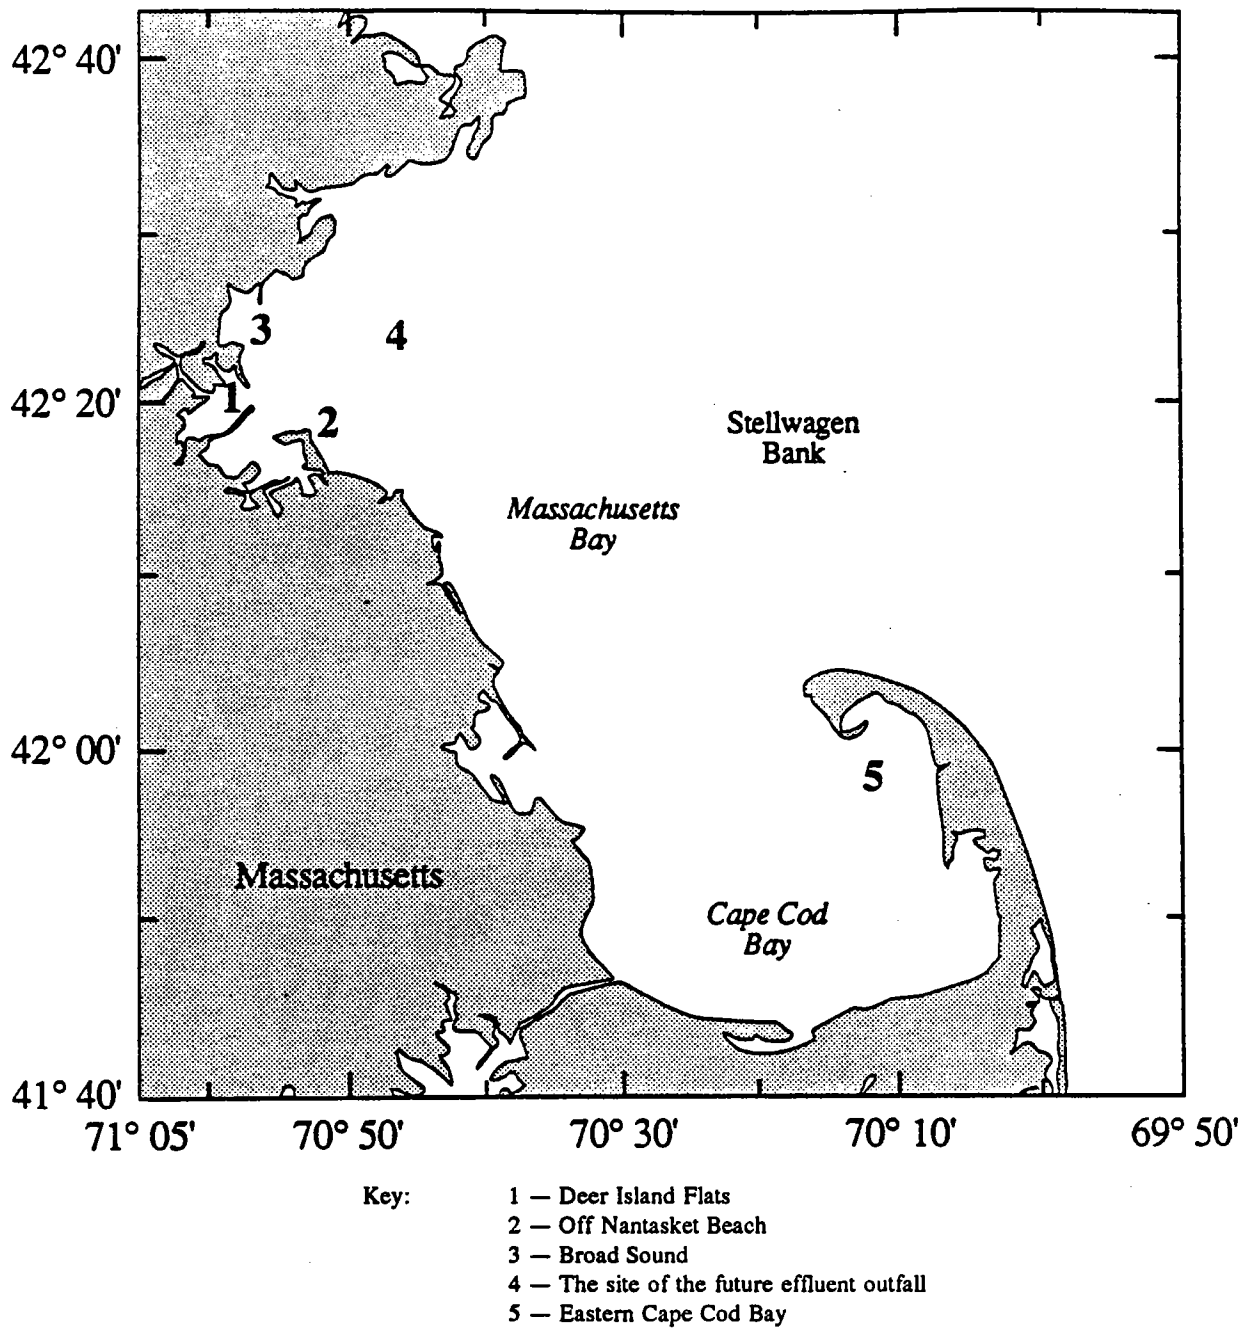 42° 40'
3
4
42° 20'
1
2
Stellwagen
Bank
Massachusetts
Bay
42° 00'
5
Massachusetts
Cape Cod
Bay
41° 40'
71° 05'
70° 50'
70° 30'
70° 10'
69° 50'
Key:
1 — Deer Island Flats
2 — Off Nantasket Beach
3 — Broad Sound
4 — The site of the future effluent outfall
5 — Eastern Cape Cod Bay